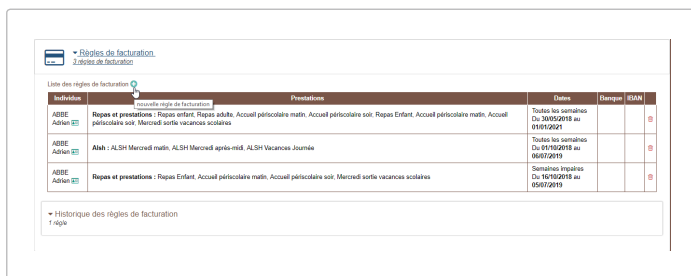 Règles de facturation
3 règles de facturation
Liste des règles de facturation
nouvelle règle de facturation
Individus Prestations Dates Banque IBAN
ABBE Adrien
Repas et prestations : Repas enfant, Repas adulte, Accueil périscolaire matin, Accueil périscolaire soir, Repas Enfant, Accueil périscolaire matin, Accueil
périscolaire soir, Mercredi sortie vacances scolaires
Toutes les semaines
Du 30/05/2018 au
01/01/2021
ABBE Adrien
Alsh : ALSH Mercredi matin, ALSH Mercredi après-midi, ALSH Vacances Journée
Toutes les semaines
Du 01/10/2018 au
06/07/2019
ABBE Adrien
Repas et prestations : Repas Enfant, Accueil périscolaire matin, Accueil périscolaire soir, Mercredi sortie vacances scolaires
Semaines impaires
Du 16/10/2018 au
05/07/2019
Historique des règles de facturation
1 règle